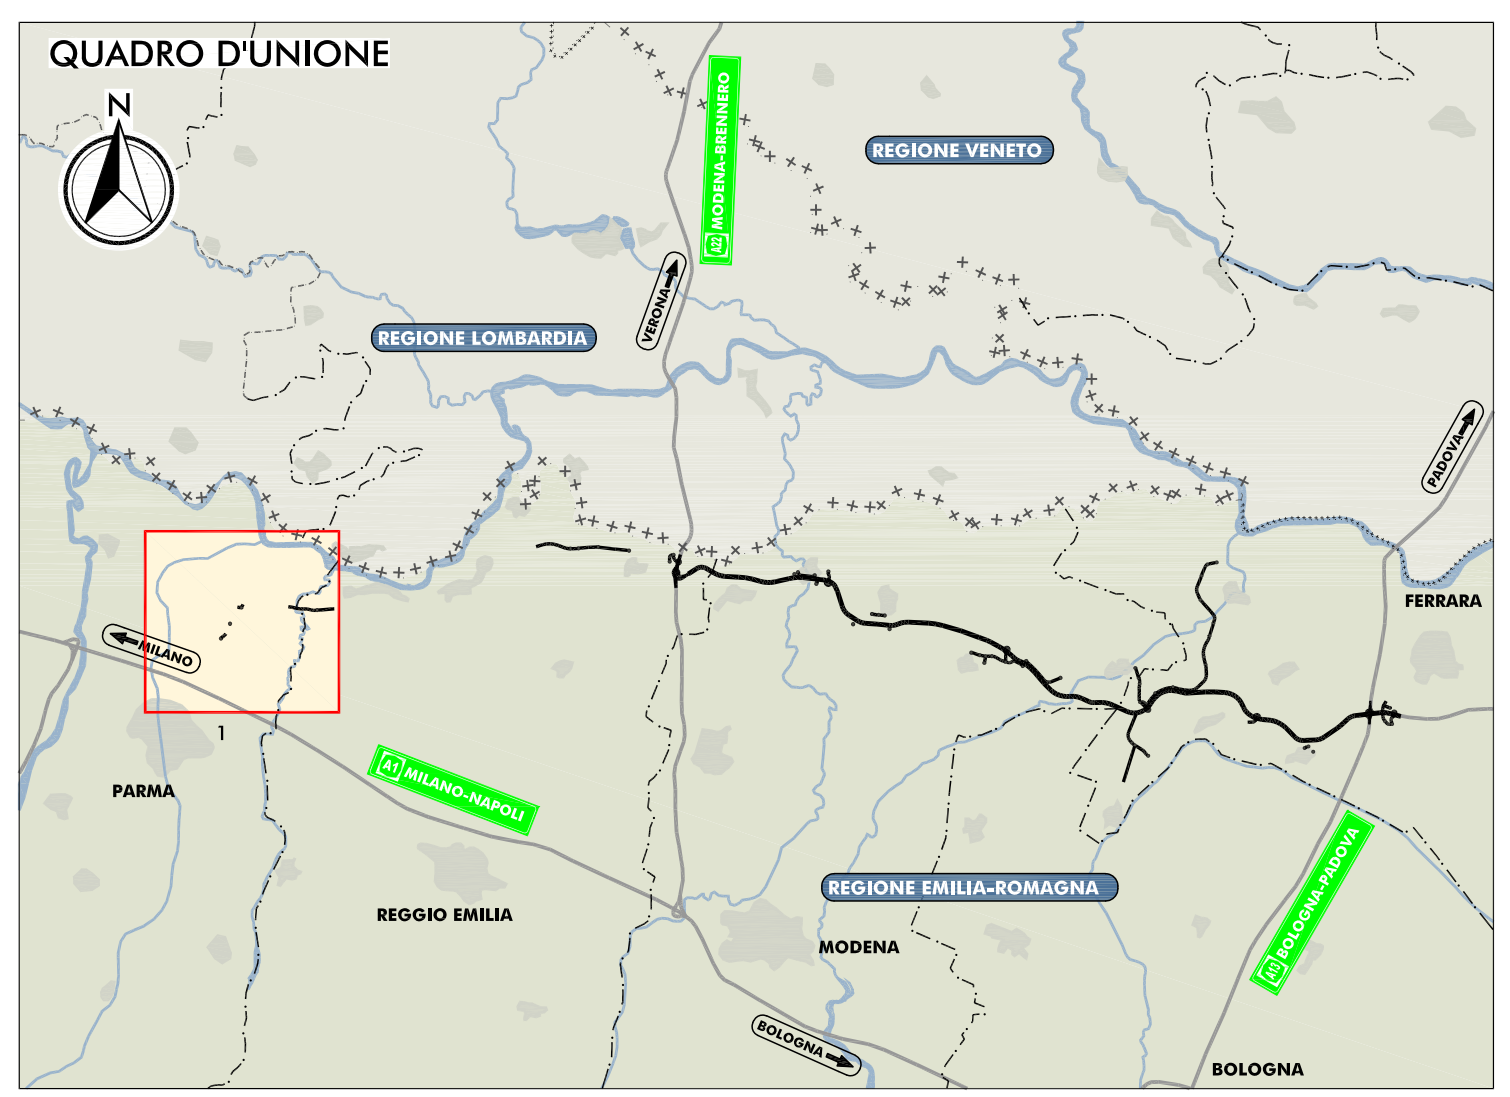 QUADRO D'UNIONE
N
A22 MODENA-BRENNERO
REGIONE VENETO
VERONA
REGIONE LOMBARDIA
PADOVA
FERRARA
MILANO
1
PARMA
A1 MILANO-NAPOLI
REGIONE EMILIA-ROMAGNA
REGGIO EMILIA
MODENA
A13 BOLOGNA-PADOVA
BOLOGNA
BOLOGNA